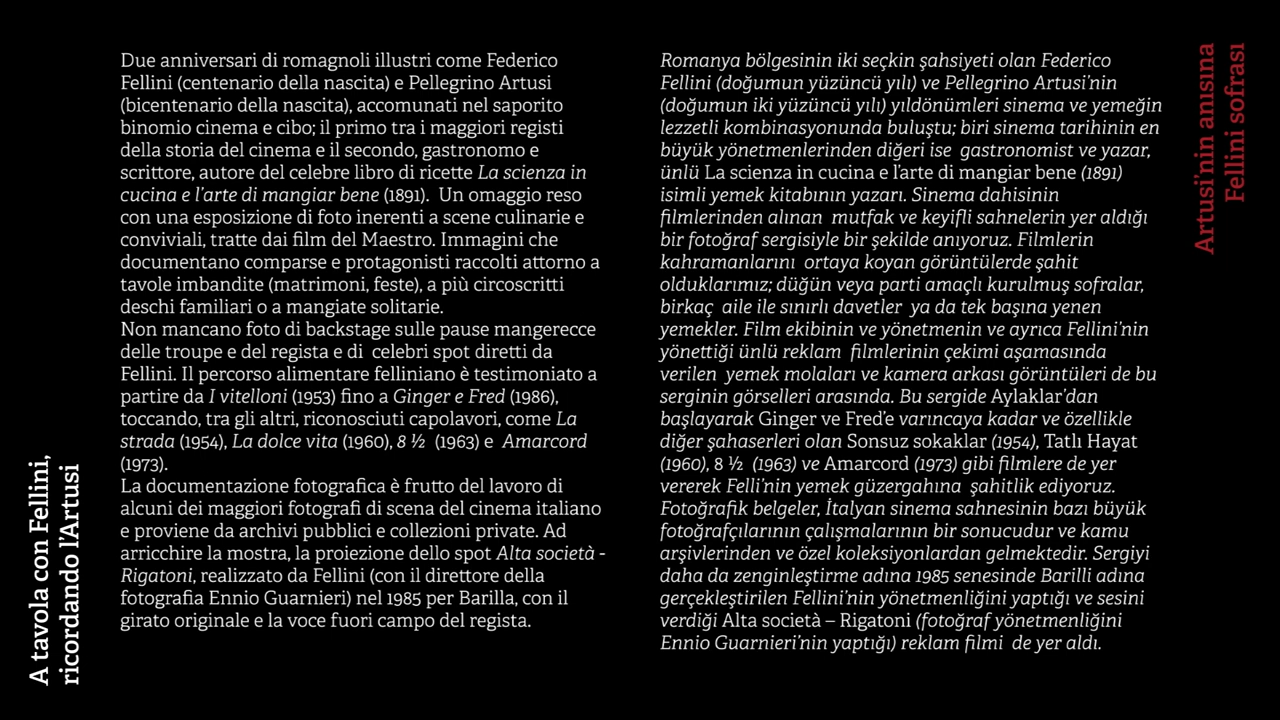 A tavola con Fellini,
ricordando l'Artusi
Due anniversari di romagnoli illustri come Federico
Fellini (centenario della nascita) e Pellegrino Artusi
(bicentenario della nascita), accomunati nel saporito
binomio cinema e cibo; il primo tra i maggiori registi
della storia del cinema e il secondo, gastronomo e
scrittore, autore del celebre libro di ricette La scienza in
cucina e l'arte di mangiar bene (1891). Un omaggio reso
con una esposizione di foto inerenti a scene culinarie e
conviviali, tratte dai film del Maestro. Immagini che
documentano comparse e protagonisti raccolti attorno a
tavole imbandite (matrimoni, feste), a più circoscritti
deschi familiari o a mangiate solitarie.
Non mancano foto di backstage sulle pause mangerecce
delle troupe e del regista e di celebri spot diretti da
Fellini. Il percorso alimentare felliniano è testimoniato a
partire da I vitelloni (1953) fino a Ginger e Fred (1986),
toccando, tra gli altri, riconosciuti capolavori, come La
strada (1954), La dolce vita (1960), 8 ½ (1963) e Amarcord
(1973).
La documentazione fotografica è frutto del lavoro di
alcuni dei maggiori fotografi di scena del cinema italiano
e proviene da archivi pubblici e collezioni private. Ad
arricchire la mostra, la proiezione dello spot Alta società -
Rigatoni, realizzato da Fellini (con il direttore della
fotografia Ennio Guarnieri) nel 1985 per Barilla, con il
girato originale e la voce fuori campo del regista.
Romanya bölgesinin iki seçkin şahsiyeti olan Federico
Fellini (doğumun yüzüncü yılı) ve Pellegrino Artusi'nin
(doğumun iki yüzüncü yılı) yıldönümleri sinema ve yemeğin
lezzetli kombinasyonunda buluştu; biri sinema tarihinin en
büyük yönetmenlerinden diğeri ise gastronomist ve yazar,
ünlü La scienza in cucina e l'arte di mangiar bene (1891)
isimli yemek kitabının yazarı. Sinema dahisinin
filmlerinden alınan mutfak ve keyifli sahnelerin yer aldığı
bir fotoğraf sergisiyle bir şekilde anıyoruz. Filmlerin
kahramanlarını ortaya koyan görüntülerde şahit
olduklarımız; düğün veya parti amaçlı kurulmuş sofralar,
birkaç aile ile sınırlı davetler ya da tek başına yenen
yemekler. Film ekibinin ve yönetmenin ve ayrıca Fellini'nin
yönettiği ünlü reklam filmlerinin çekimi aşamasında
verilen yemek molaları ve kamera arkası görüntüleri de bu
serginin görselleri arasında. Bu sergide Aylaklar'dan
başlayarak Ginger ve Fred'e varıncaya kadar ve özellikle
diğer şahaserleri olan Sonsuz sokaklar (1954), Tatlı Hayat
(1960), 8 ½ (1963) ve Amarcord (1973) gibi filmlere de yer
vererek Felli'nin yemek güzergahına şahitlik ediyoruz.
Fotoğrafik belgeler, İtalyan sinema sahnesinin bazı büyük
fotoğrafçılarının çalışmalarının bir sonucudur ve kamu
arşivlerinden ve özel koleksiyonlardan gelmektedir. Sergiyi
daha da zenginleştirme adına 1985 senesinde Barilli adına
gerçekleştirilen Fellini'nin yönetmenliğini yaptığı ve sesini
verdiği Alta società – Rigatoni (fotoğraf yönetmenliğini
Ennio Guarnieri'nin yaptığı) reklam filmi de yer aldı.
Artusi'nin anısına
Fellini sofrası